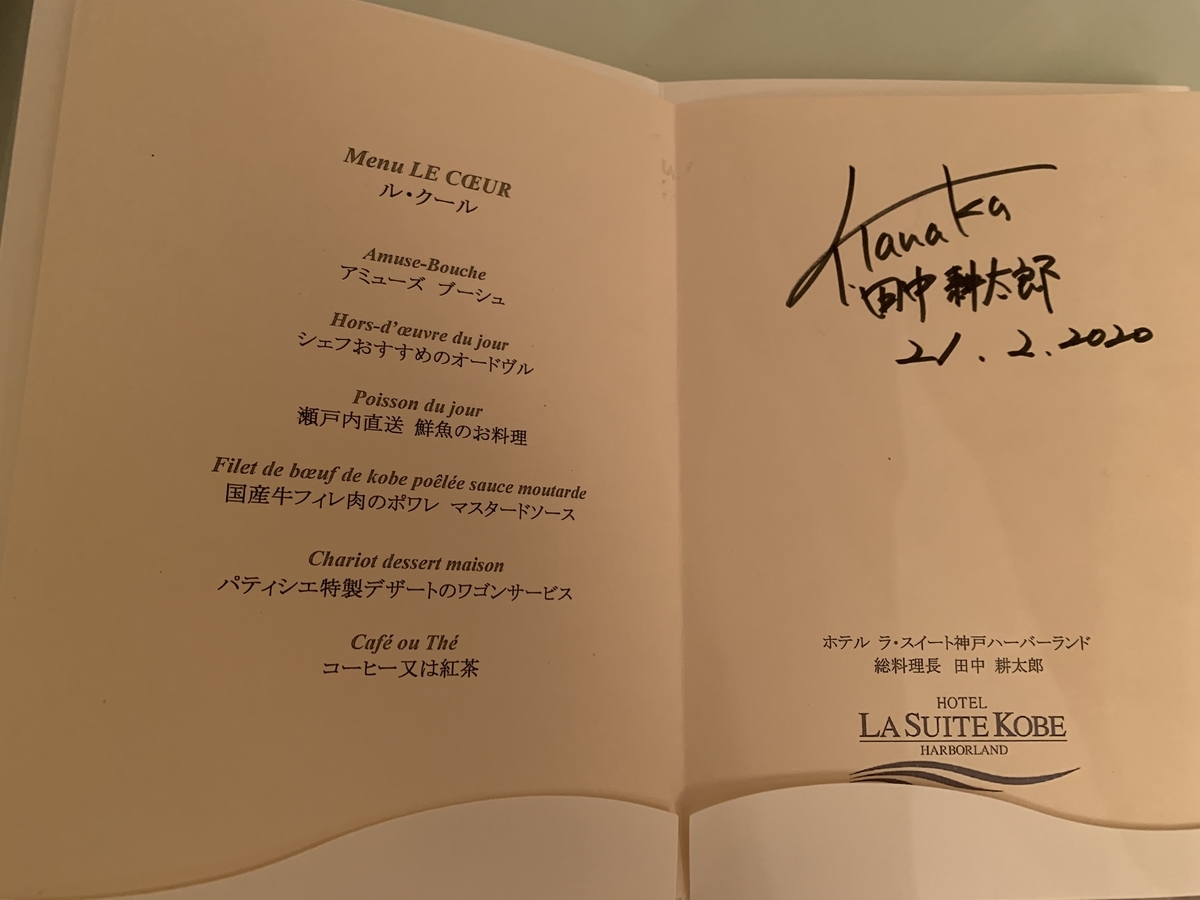 Menu LE CŒUR
ル・クール
Amuse-Bouche
アミューズ ブーシュ
Hors-d'œuvre du jour
シェフおすすめのオードヴル
Poisson du jour
瀬戸内直送 鮮魚のお料理
Filet de bœuf de kobe poêlée sauce moutarde
国産牛フィレ肉のポワレ マスタードソース
Chariot dessert maison
パティシエ特製デザートのワゴンサービス
Café ou Thé
コーヒー又は紅茶
KTanaka
田中耕太郎
21.2.2020
ホテル ラ・スイート神戸ハーバーランド
総料理長 田中 耕太郎
HOTEL
LA SUITE KOBE
HARBORLAND